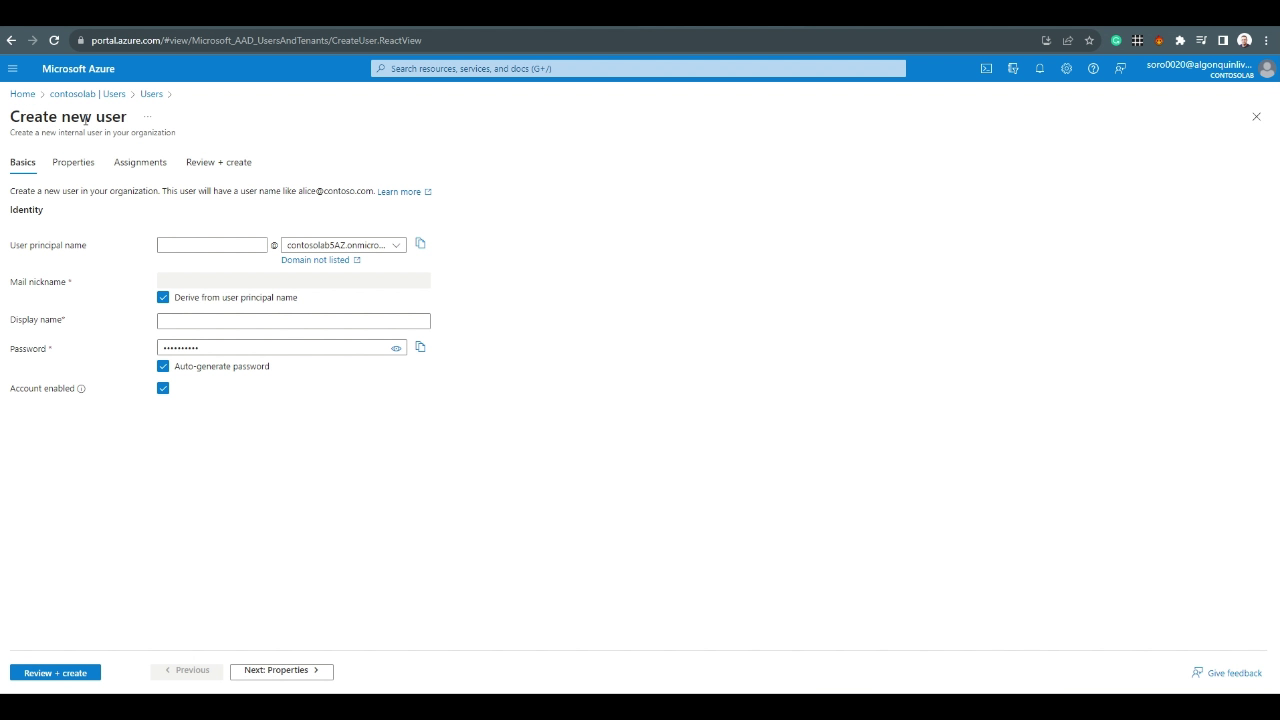 portal.azure.com/#view/Microsoft_AAD_UsersAndTenants/CreateUser.ReactView
Microsoft Azure
Search resources, services, and docs (G+/)
soro0020@algonquinliv...
CONTOSOLAB
Home > contosolab | Users > Users >
Create new user ...
Create a new internal user in your organization
Basics Properties Assignments Review + create
Create a new user in your organization. This user will have a user name like alice@contoso.com. Learn more
Identity
User principal name @ contosolab5AZ.onmicro...
Domain not listed
Mail nickname *
Derive from user principal name
Display name*
Password * ••••••••••
Auto-generate password
Account enabled
Review + create < Previous Next: Properties >
Give feedback